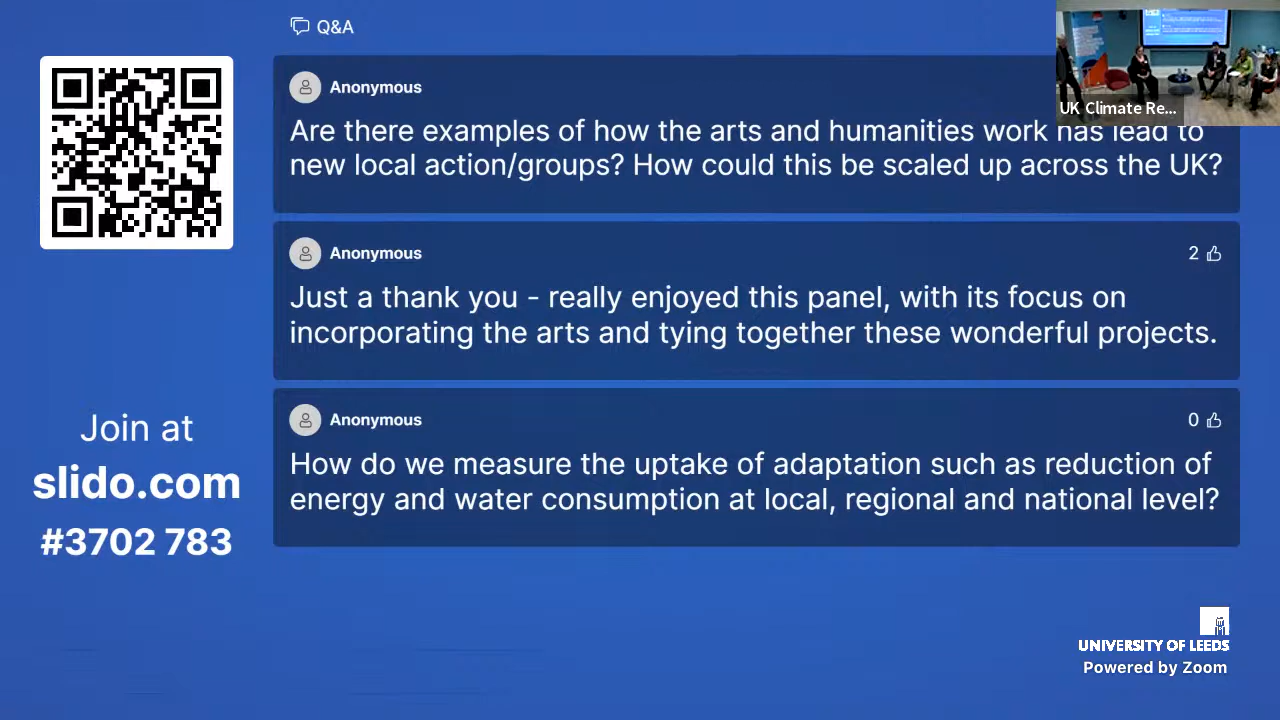 Q&A
Anonymous
Are there examples of how the arts and humanities work has lead to
new local action/groups? How could this be scaled up across the UK?
Anonymous
2
Just a thank you - really enjoyed this panel, with its focus on
incorporating the arts and tying together these wonderful projects.
Anonymous
0
How do we measure the uptake of adaptation such as reduction of
energy and water consumption at local, regional and national level?
Join at
slido.com
#3702 783
UK Climate Re...
UNIVERSITY OF LEEDS
Powered by Zoom